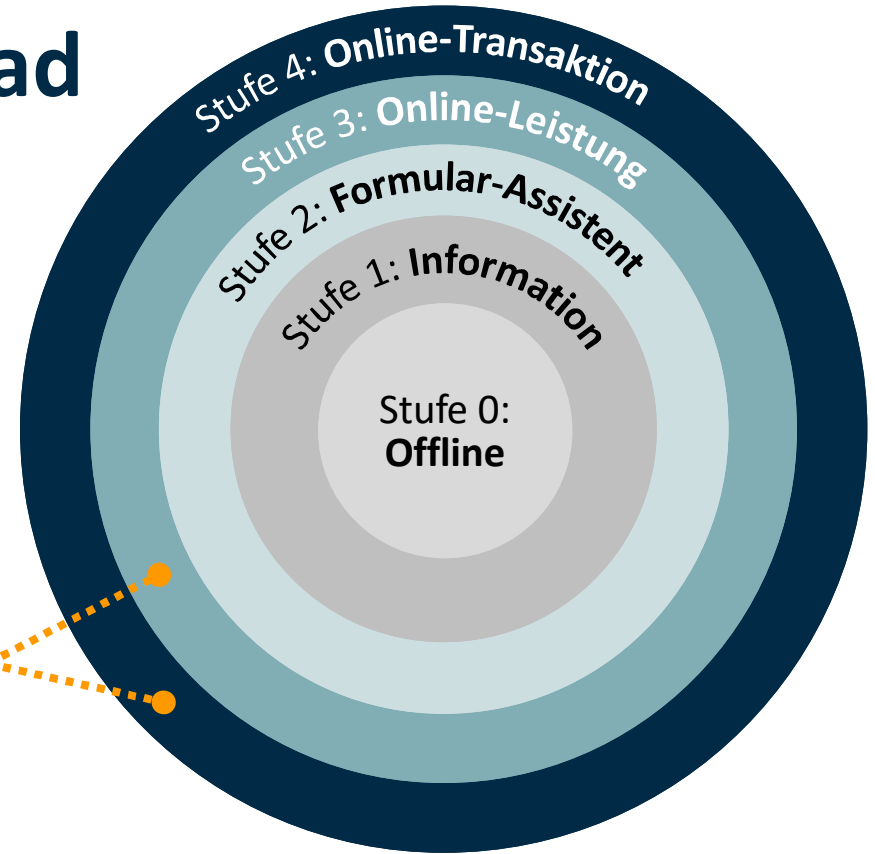 ad
Stufe 4: Online-Transaktion
Stufe 3: Online-Leistung
Stufe 2: Formular-Assistent
Stufe 1: Information
Stufe 0:
Offline